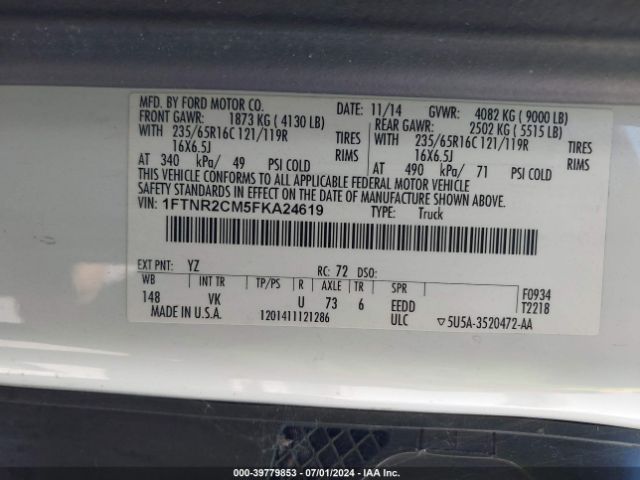 MFD. BY FORD MOTOR CO. DATE: 11/14 GVWR: 4082 KG ( 9000 LB)
FRONT GAWR: 1873 KG ( 4130 LB) REAR GAWR: 2502 KG ( 5515 LB)
WITH 235/65R16C 121/119R TIRES WITH 235/65R16C 121/119R TIRES
16X6.5J RIMS 16X6.5J RIMS
AT 340 kPa/ 49 PSI COLD AT 490 kPa/ 71 PSI COLD
THIS VEHICLE CONFORMS TO ALL APPLICABLE FEDERAL MOTOR VEHICLE
SAFETY STANDARDS IN EFFECT ON THE DATE OF MANUFACTURE SHOWN ABOVE.
VIN: 1FTNR2CM5FKA24619 TYPE: Truck
EXT PNT: YZ RC: 72 DSO:
WB INT TR TP/PS R AXLE TR SPR F0934
148 VK U 73 6 EEDD T2218
MADE IN U.S.A. 1201411121286 ULC ▽5U5A-3520472-AA
000-39779853 - 07/01/2024 - IAA Inc.